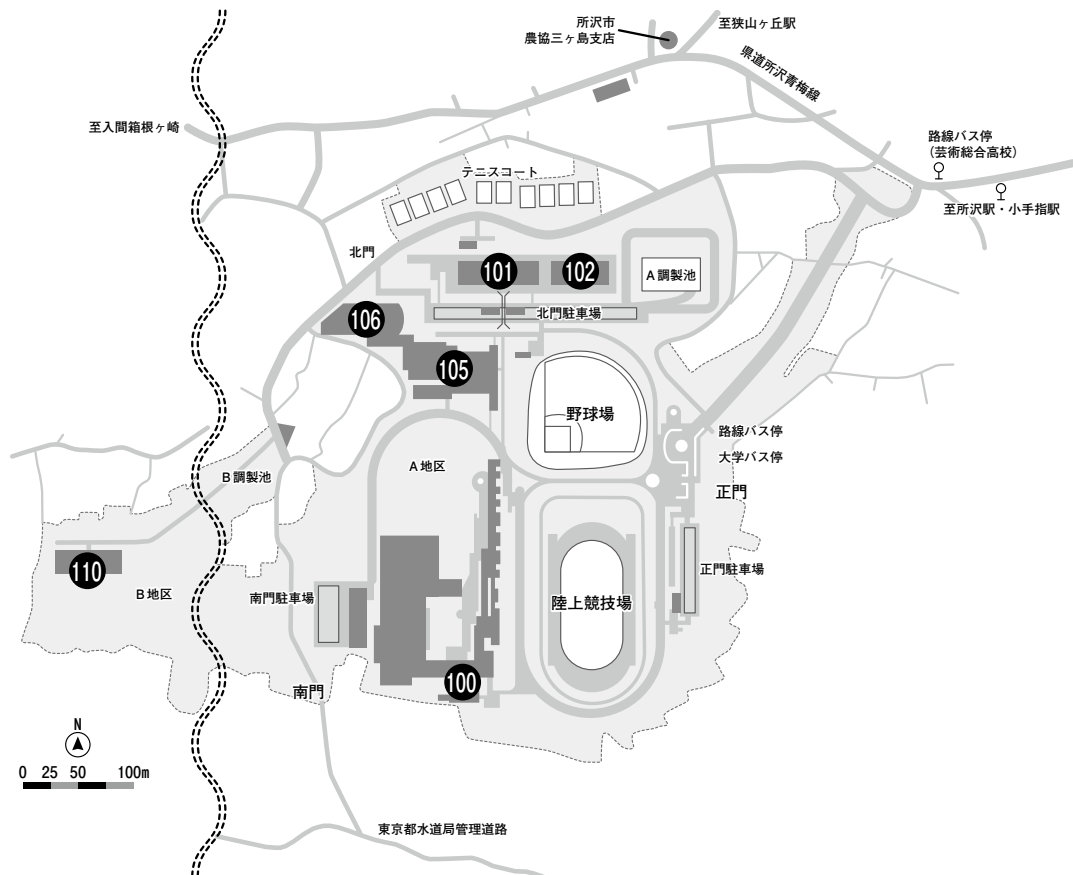 所沢市
農協三ヶ島支店
至狭山ヶ丘駅
県道所沢青梅線
至入間箱根ヶ崎
路線バス停
(芸術総合高校)
至所沢駅・小手指駅
テニスコート
北門
101
102
A調製池
北門駐車場
106
105
野球場
路線バス停
大学バス停
正門
A地区
B調製池
110
B地区
南門駐車場
正門駐車場
陸上競技場
100
南門
N
0 25 50 100m
東京都水道局管理道路